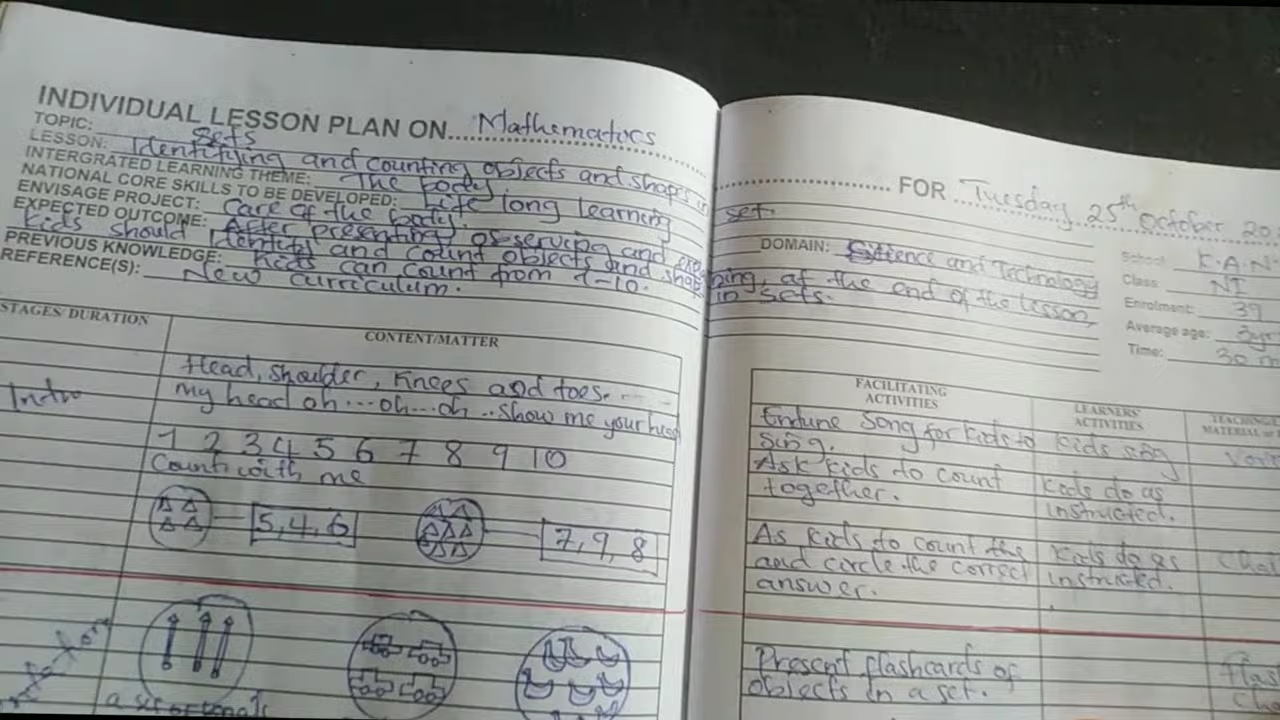 INDIVIDUAL LESSON PLAN ON Mathematics
TOPIC: Sets
LESSON: Identifying and counting objects and shapes in set.
INTERGRATED LEARNING THEME: The body.
NATIONAL CORE SKILLS TO BE DEVELOPED: Life long learning
ENVISAGE PROJECT: Care of the body.
EXPECTED OUTCOME: After presenting, observing and at the end of the lesson,
kids should Identify and count objects and shapes in sets.
PREVIOUS KNOWLEDGE: Kids can count from 1-10.
REFERENCE(S): New curriculum.
STAGES/DURATION
CONTENT/MATTER
Intro
Head, shoulder, knees and toes.
my head oh...oh...oh..show me your head
1 2 3 4 5 6 7 8 9 10
Count with me
5,4,6
7,9,8
FOR Tuesday 25th October 20
DOMAIN: Science and Technology
School: K.A.N
Class: N1
Enrolment: 39
Average age: 3yr
Time: 30
FACILITATING ACTIVITIES
LEARNERS' ACTIVITIES
Song for kids to sing.
kids sing
Ask kids to count
together.
kids do as
instructed.
As kids to count the
and circle the correct
answer.
kids do as
instructed.
Present flashcards of
objects in a set.